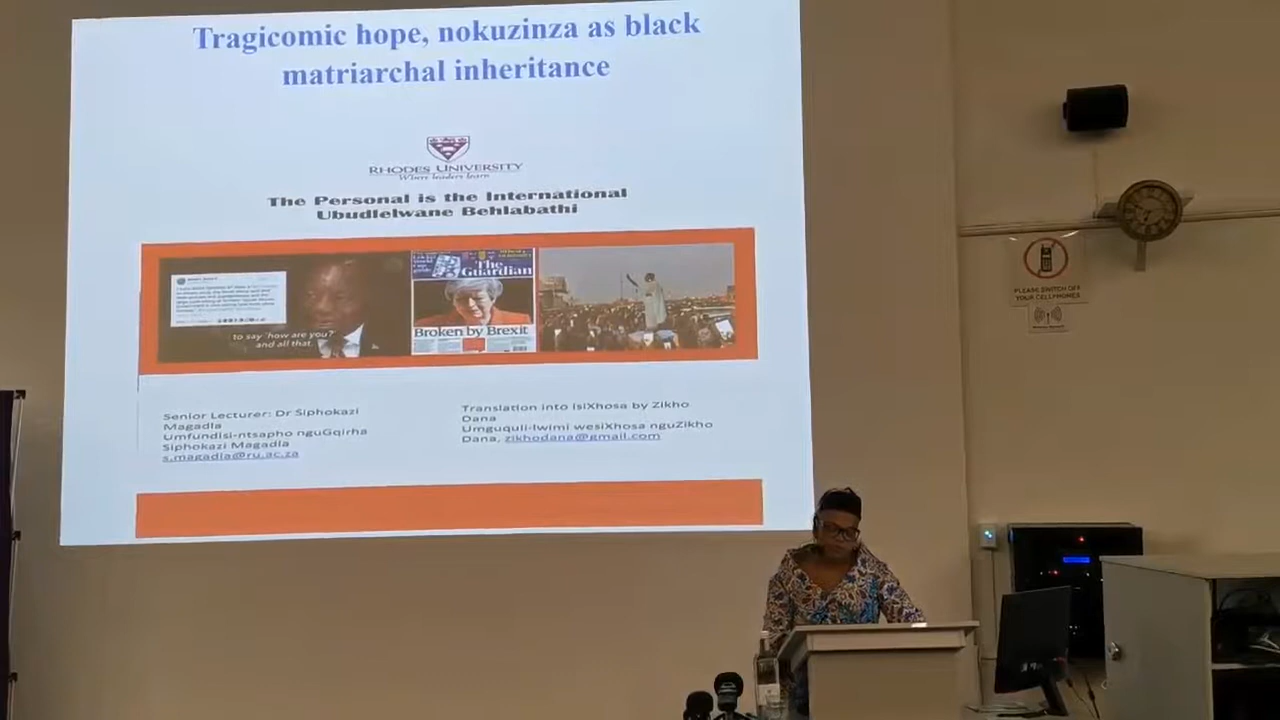 Tragicomic hope, nokuzinza as black
matriarchal inheritance
RHODES UNIVERSITY
Where leaders learn
The Personal is the International
Ubudlelwane Behlabathi
to say 'how are you?'
and all that.
The
Guardian
Broken by Brexit
Senior Lecturer: Dr Siphokazi
Magadla
Umfundisi-ntsapho nguGqirha
Siphokazi Magadla
s.magadla@ru.ac.za
Translation into IsiXhosa by Zikho
Dana
Umguquli-lwimi wesiXhosa nguZikho
Dana, zikhodana@gmail.com
PLEASE SWITCH OFF
YOUR CELLPHONES